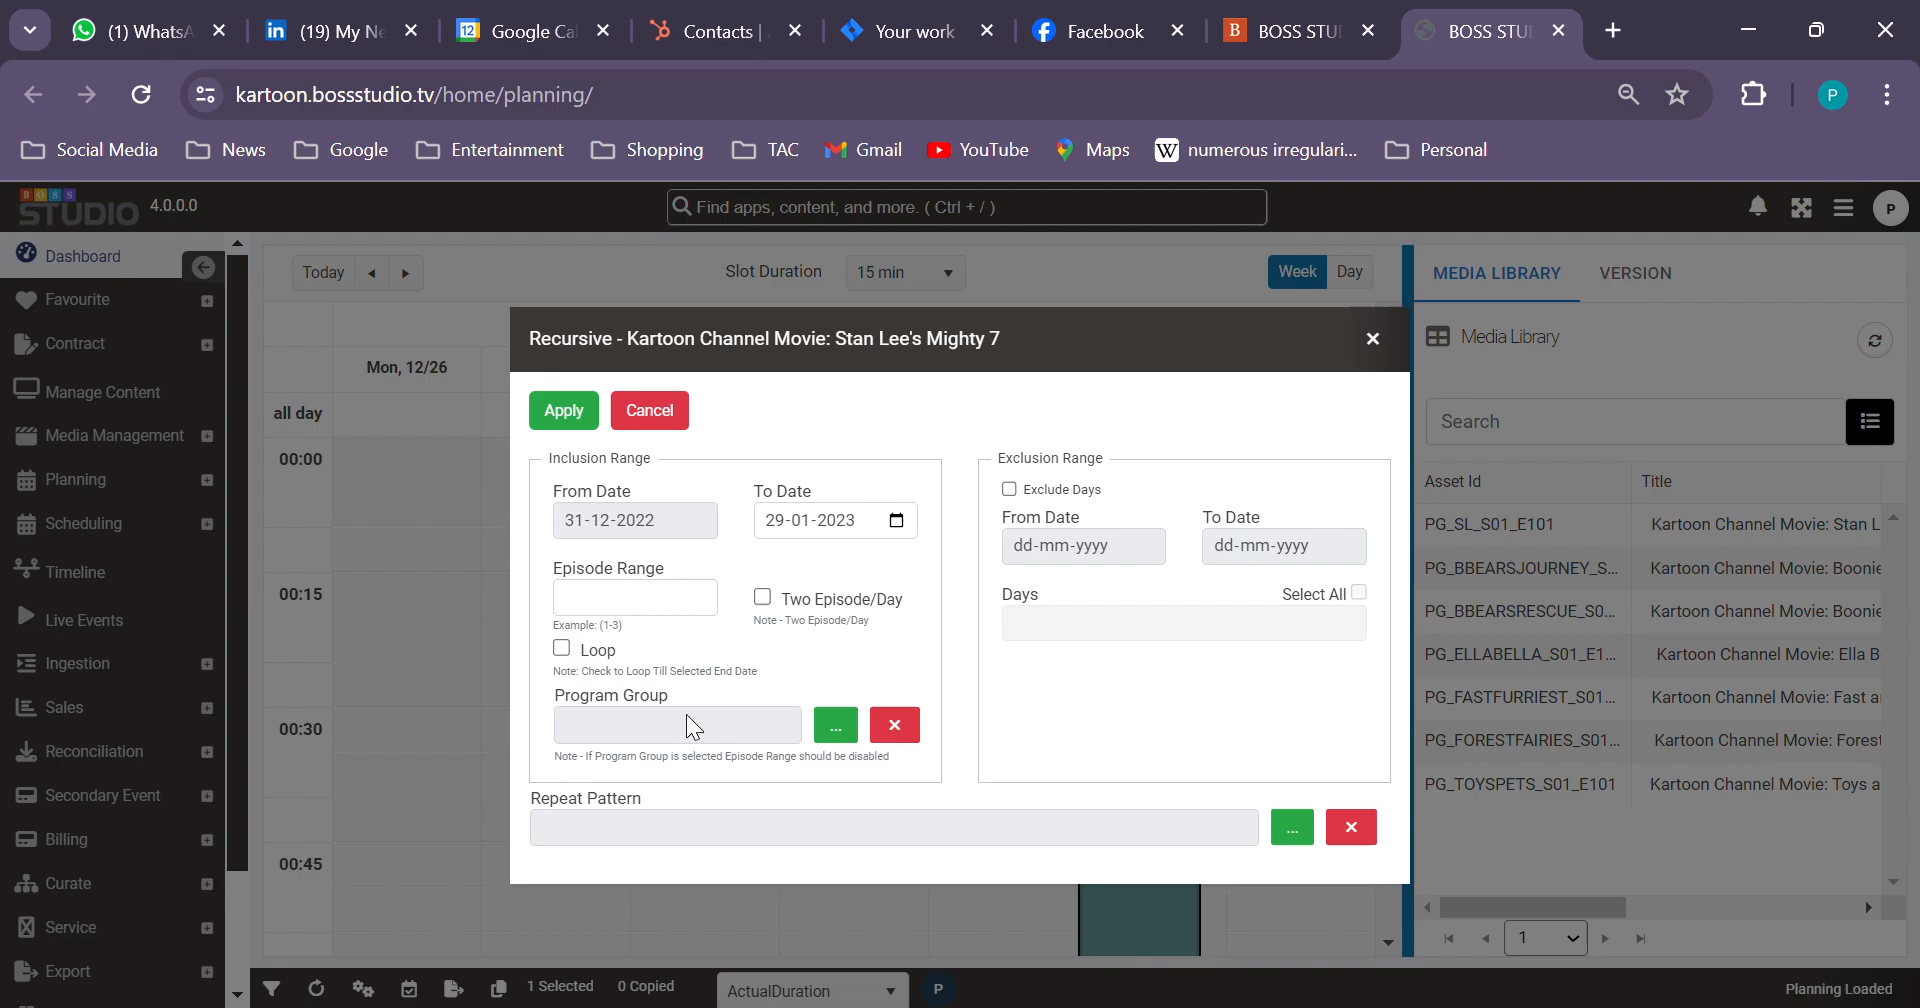 (1) WhatsA
(19) My Ne
Google Cal
Contacts |
Your work
Facebook
BOSS STU
BOSS STU
kartoon.bossstudio.tv/home/planning/
P
Social Media
News
Google
Entertainment
Shopping
TAC
Gmail
YouTube
Maps
numerous irregulari...
Personal
BOSS
STUDIO
4.0.0.0
Find apps, content, and more. ( Ctrl + / )
P
Dashboard
Favourite
Contract
Manage Content
Media Management
Planning
Scheduling
Timeline
Live Events
Ingestion
Sales
Reconciliation
Secondary Event
Billing
Curate
Service
Export
Today
Slot Duration
15 min
Week
Day
Mon, 12/26
all day
00:00
00:15
00:30
00:45
Recursive - Kartoon Channel Movie: Stan Lee's Mighty 7
Apply
Cancel
Inclusion Range
From Date
To Date
31-12-2022
29-01-2023
Episode Range
Two Episode/Day
Example: (1-3)
Note - Two Episode/Day
Loop
Note: Check to Loop Till Selected End Date
Program Group
...
Note - If Program Group is selected Episode Range should be disabled
Exclusion Range
Exclude Days
From Date
To Date
dd-mm-yyyy
dd-mm-yyyy
Days
Select All
Repeat Pattern
...
MEDIA LIBRARY
VERSION
Media Library
Search
Asset Id
Title
PG_SL_S01_E101
Kartoon Channel Movie: Stan L
PG_BBEARSJOURNEY_S...
Kartoon Channel Movie: Boonie
PG_BBEARSRESCUE_S0...
Kartoon Channel Movie: Boonie
PG_ELLABELLA_S01_E1...
Kartoon Channel Movie: Ella B
PG_FASTFURRIEST_S01...
Kartoon Channel Movie: Fast a
PG_FORESTFAIRIES_S01...
Kartoon Channel Movie: Forest
PG_TOYSPETS_S01_E101
Kartoon Channel Movie: Toys a
1
1 Selected
0 Copied
ActualDuration
P
Planning Loaded